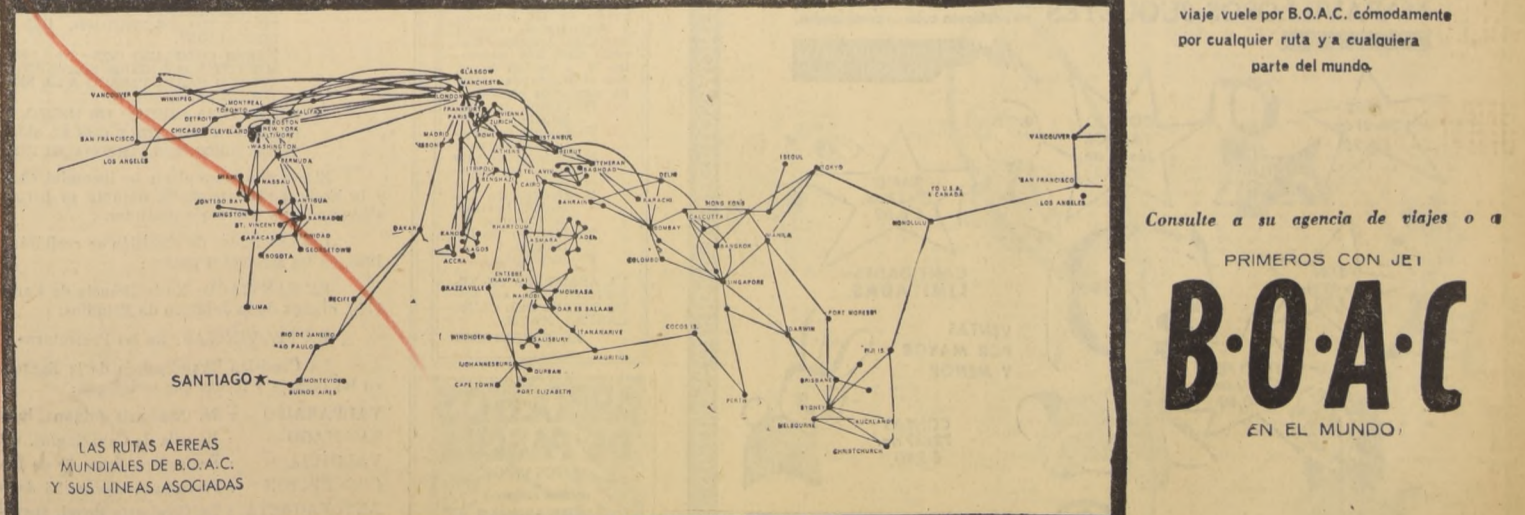 GLASGOW
MANCHESTER
LONDON
VANCOUVER
WINNIPEG
MONTREAL
TORONTO
HALIFAX
DETROIT
BOSTON
CHICAGO
CLEVELAND
NEW YORK
BALTIMORE
WASHINGTON
SAN FRANCISCO
LOS ANGELES
BERMUDA
MIAMI
NASSAU
MONTEGO BAY
KINGSTON
ANTIGUA
BARBADOS
ST. VINCENT
TRINIDAD
CARACAS
GEORGETOWN
BOGOTA
LIMA
RECIFE
RIO DE JANEIRO
SAO PAULO
SANTIAGO
MONTEVIDEO
BUENOS AIRES
FRANKFURT
PARIS
VIENNA
ZURICH
MADRID
LISBON
ROME
ISTANBUL
ATHENS
BEIRUT
TEHERAN
BAGHDAD
TRIPOLI
BENGHAZI
TEL AVIV
CAIRO
BAHRAIN
DELHI
KARACHI
DAKAR
KANO
LAGOS
ACCRA
KHARTOUM
ASMARA
ADEN
BOMBAY
COLOMBO
CALCUTTA
HONG KONG
SEOUL
TOKYO
MANILA
BANGKOK
SINGAPORE
ENTEBBE
(KAMPALA)
BRAZZAVILLE
NAIROBI
MOMBASA
DAR ES SALAAM
WINDHOEK
SALISBURY
TANANARIVE
MAURITIUS
COCOS IS.
JOHANNESBURG
DURBAN
CAPE TOWN
PORT ELIZABETH
PERTH
DARWIN
PORT MORESBY
FIJI IS.
BRISBANE
SYDNEY
MELBOURNE
AUCKLAND
CHRISTCHURCH
HONOLULU
TO U.S.A.
& CANADA
VANCOUVER
SAN FRANCISCO
LOS ANGELES
LAS RUTAS AEREAS
MUNDIALES DE B.O.A.C.
Y SUS LINEAS ASOCIADAS
viaje vuele por B.O.A.C. cómodamente
por cualquier ruta y a cualquiera
parte del mundo.
Consulte a su agencia de viajes o a
PRIMEROS CON JET
B·O·A·C
EN EL MUNDO